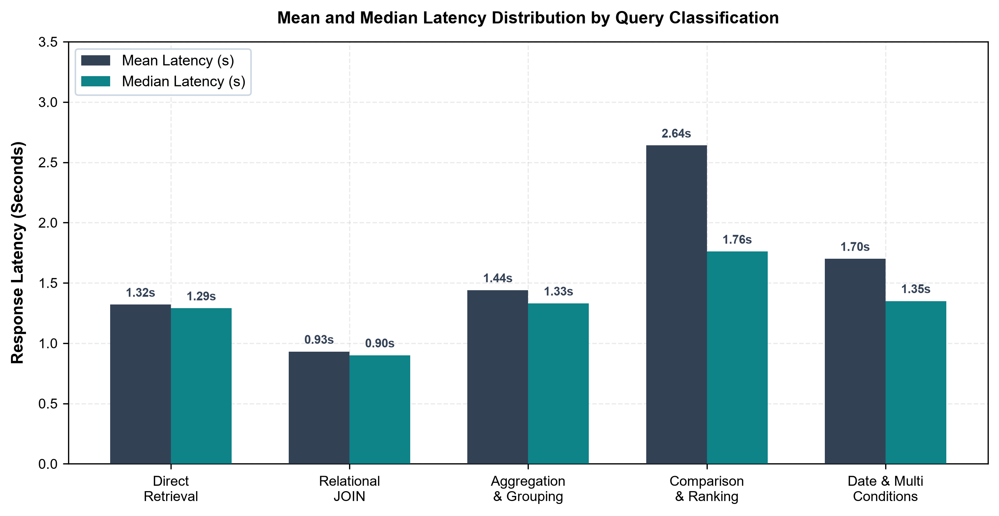 Mean and Median Latency Distribution by Query Classification
Mean Latency (s)
Median Latency (s)
Response Latency (Seconds)
3.5
3.0
2.5
2.0
1.5
1.0
0.5
0.0
1.32s
1.29s
0.93s
0.90s
1.44s
1.33s
2.64s
1.76s
1.70s
1.35s
Direct
Retrieval
Relational
JOIN
Aggregation
& Grouping
Comparison
& Ranking
Date & Multi
Conditions